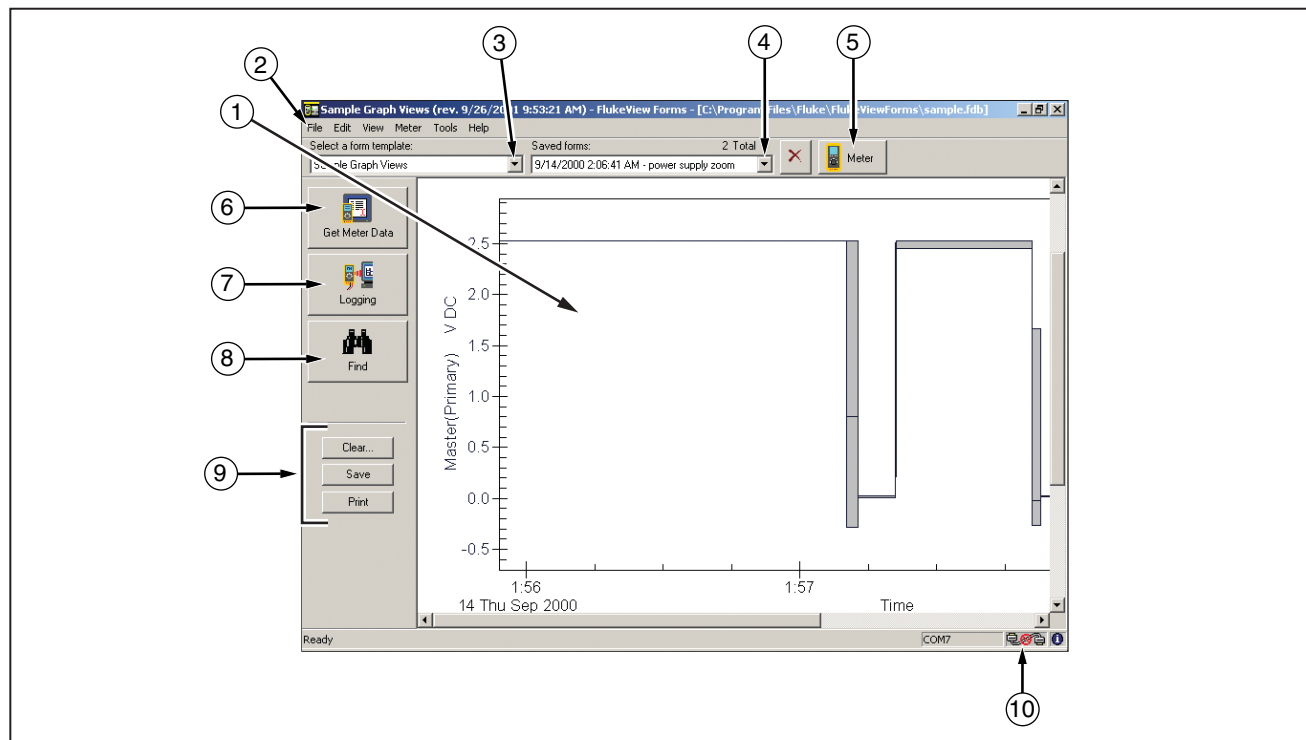 3
4
5
2
1
Sample Graph Views (rev. 9/26/2001 9:53:21 AM) - FlukeView Forms - [C:\Program Files\Fluke\FlukeViewForms\sample.fdb]
File Edit View Meter Tools Help
Select a form template:
Saved forms:
2 Total
Sample Graph Views
9/14/2000 2:06:41 AM - power supply zoom
Meter
6
Get Meter Data
7
Logging
8
Find
9
Clear...
Save
Print
Master(Primary) V DC
2.5
2.0
1.5
1.0
0.5
0.0
-0.5
1:56
1:57
14 Thu Sep 2000
Time
Ready
COM7
10